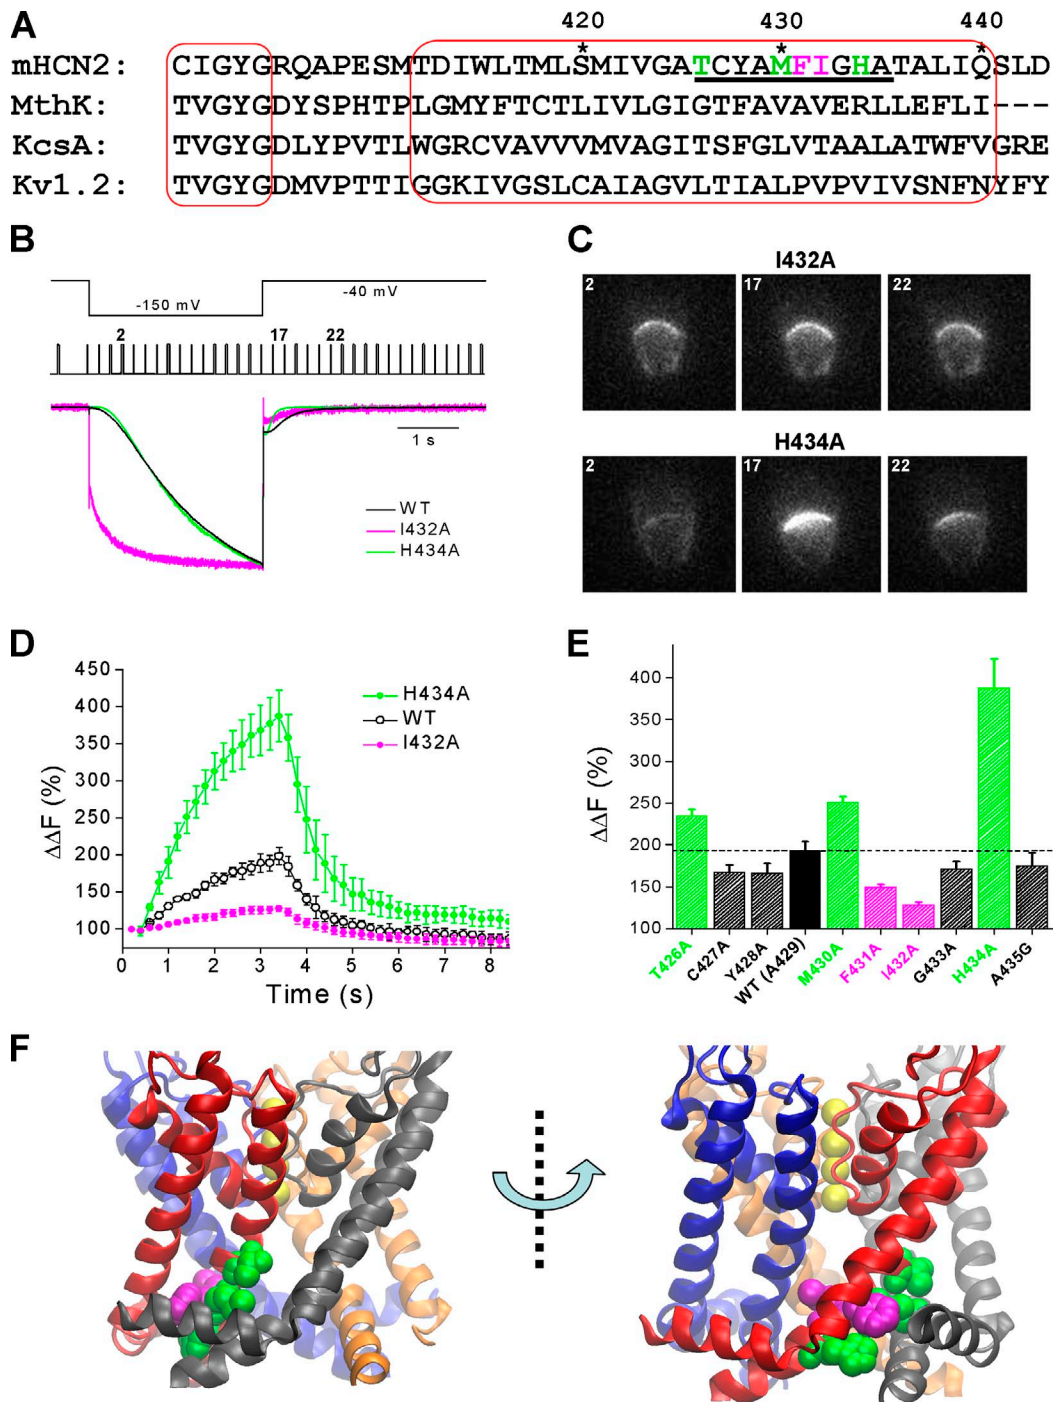 A
420 430 440
* * *
mHCN2: CIGYGRQAPESMTDIWLTMLSMIVGATCYAMFIGHATALIQSLD
MthK: TVGYGDYSPHTPLGMYFTCTLIVLGIGTFAVAVERLLEFLI---
KcsA: TVGYGDLYPVTLWGRCVAVVVMVAGITSFGLVTAALATWFVGRE
Kv1.2: TVGYGDMVPTTIGGKIVGSLCAIAGVLTIALPVPVIVSNFNYFY
B
-150 mV
-40 mV
2 17 22
1 s
WT
I432A
H434A
C
I432A
2 17 22
H434A
2 17 22
D
450
400
350
300
250
200
150
100
ΔΔF (%)
H434A
WT
I432A
0 1 2 3 4 5 6 7 8
Time (s)
E
400
350
300
250
200
150
100
ΔΔF (%)
T426A
C427A
Y428A
WT (A429)
M430A
F431A
I432A
G433A
H434A
A435G
F